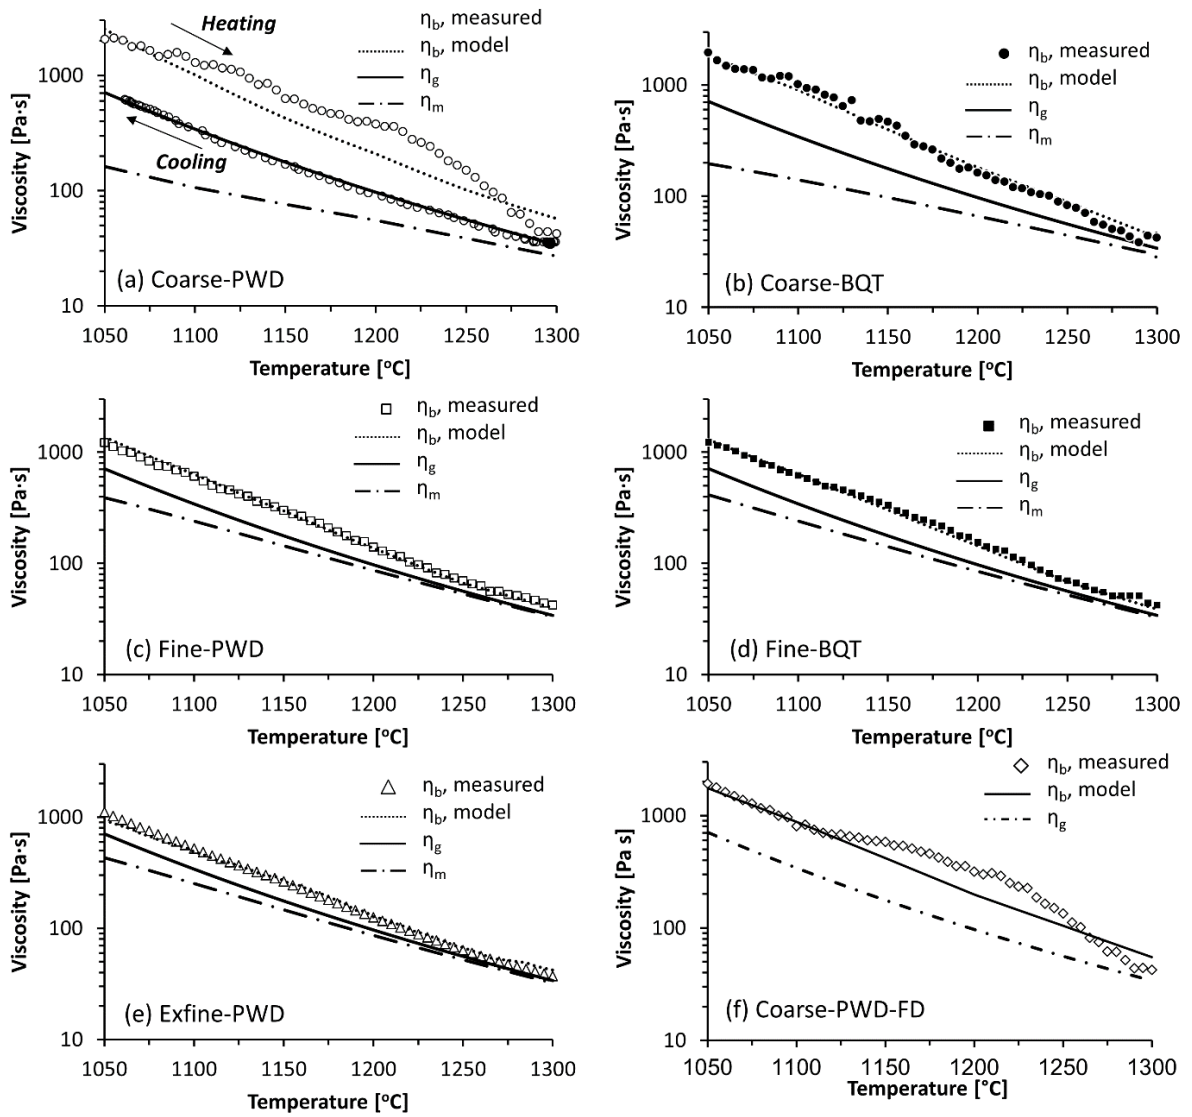 Viscosity [Pa·s]
1000
100
10
Heating
Cooling
ηb, measured
ηb, model
ηg
ηm
(a) Coarse-PWD
1050 1100 1150 1200 1250 1300
Temperature [oC]
Viscosity [Pa·s]
1000
100
10
ηb, measured
ηb, model
ηg
ηm
(b) Coarse-BQT
1050 1100 1150 1200 1250 1300
Temperature [oC]
Viscosity [Pa·s]
1000
100
10
ηb, measured
ηb, model
ηg
ηm
(c) Fine-PWD
1050 1100 1150 1200 1250 1300
Temperature [oC]
Viscosity [Pa·s]
1000
100
10
ηb, measured
ηb, model
ηg
ηm
(d) Fine-BQT
1050 1100 1150 1200 1250 1300
Temperature [oC]
Viscosity [Pa·s]
1000
100
10
ηb, measured
ηb, model
ηg
ηm
(e) Exfine-PWD
1050 1100 1150 1200 1250 1300
Temperature [oC]
Viscosity [Pa s]
1000
100
10
ηb, measured
ηb, model
ηg
(f) Coarse-PWD-FD
1050 1100 1150 1200 1250 1300
Temperature [°C]